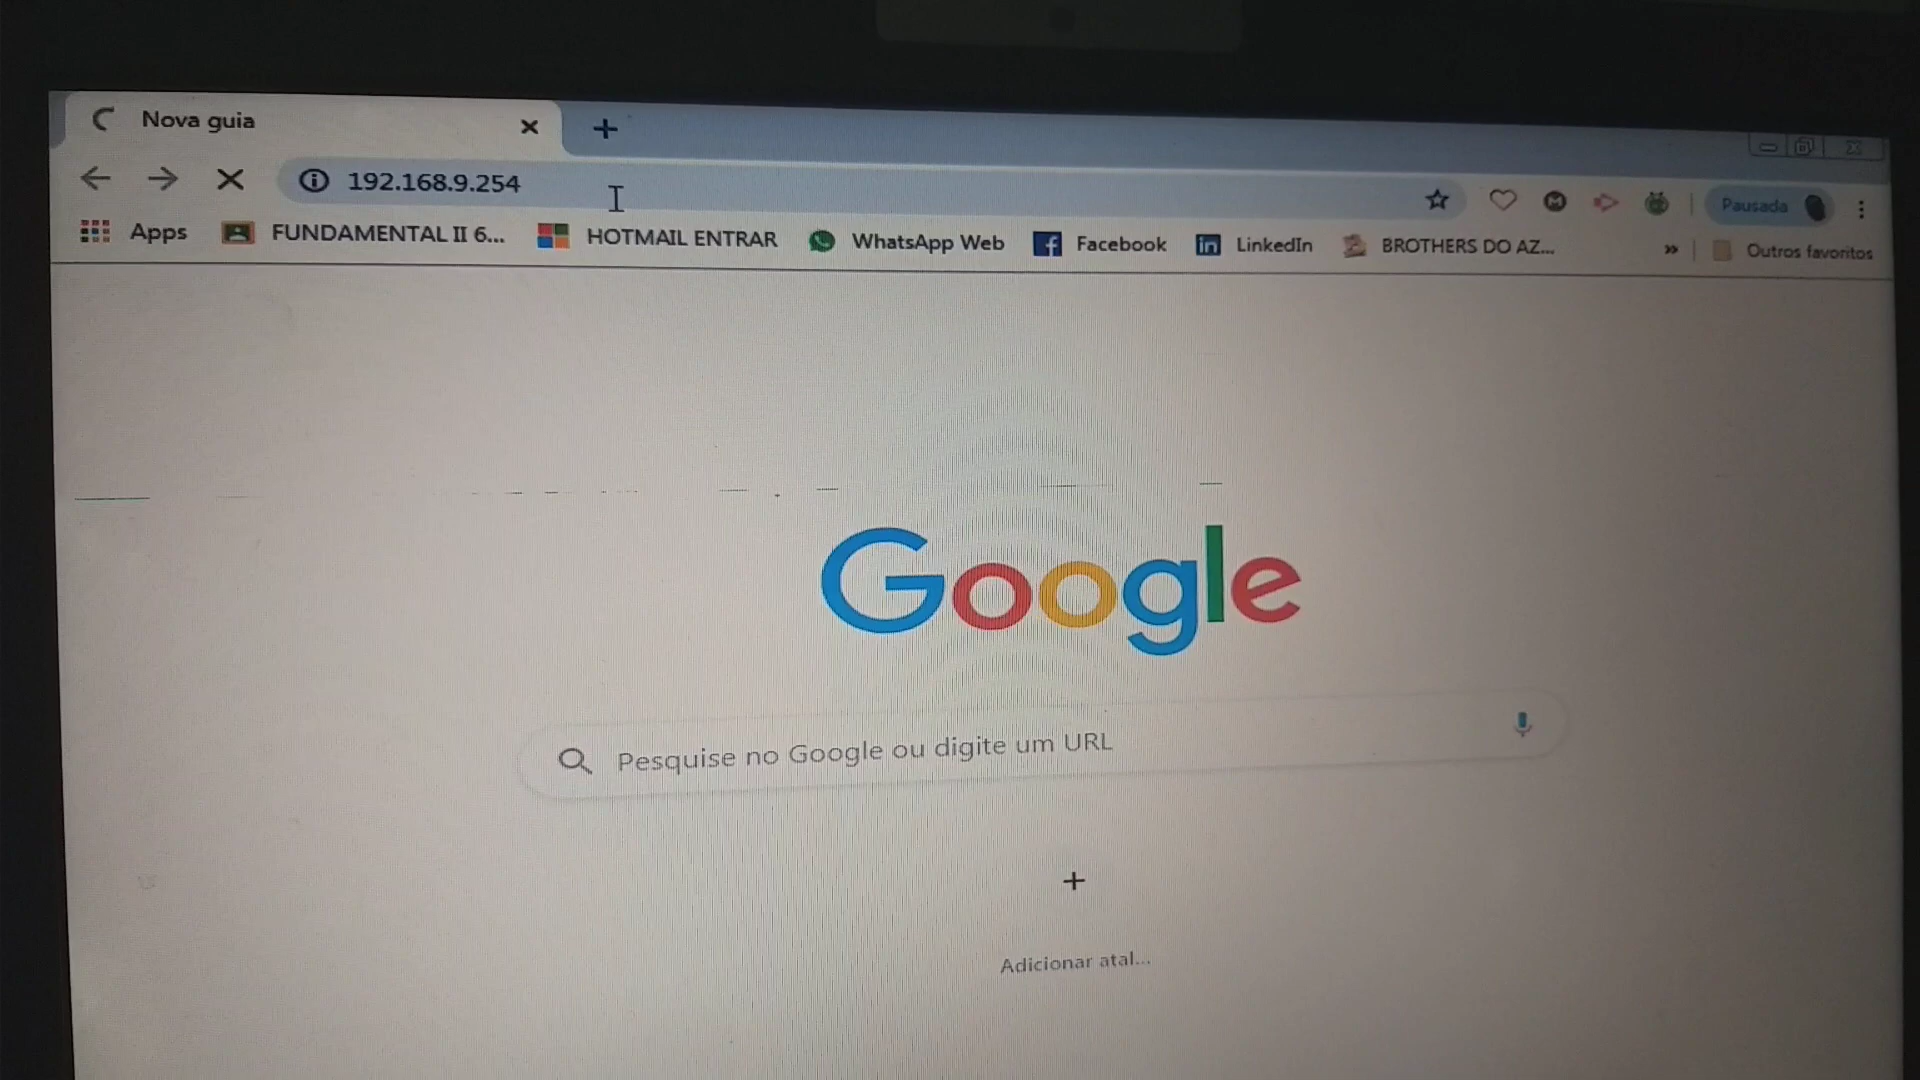 Nova guia
192.168.9.254
Pausada
Apps FUNDAMENTAL II 6... HOTMAIL ENTRAR WhatsApp Web Facebook LinkedIn BROTHERS DO AZ... » Outros favoritos
Google
Pesquise no Google ou digite um URL
Adicionar atal...